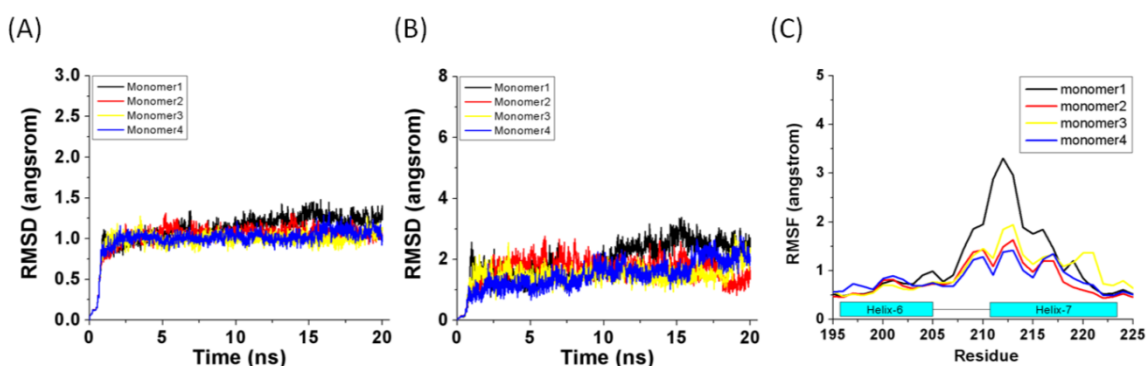 (A)
(B)
(C)
RMSD (angsrom)
3.0
2.5
2.0
1.5
1.0
0.5
0.0
Monomer1
Monomer2
Monomer3
Monomer4
0 5 10 15 20
Time (ns)
RMSD (angsrom)
8
6
4
2
0
Monomer1
Monomer2
Monomer3
Monomer4
0 5 10 15 20
Time (ns)
RMSF (angstrom)
5
4
3
2
1
0
monomer1
monomer2
monomer3
monomer4
Helix-6
Helix-7
195 200 205 210 215 220 225
Residue